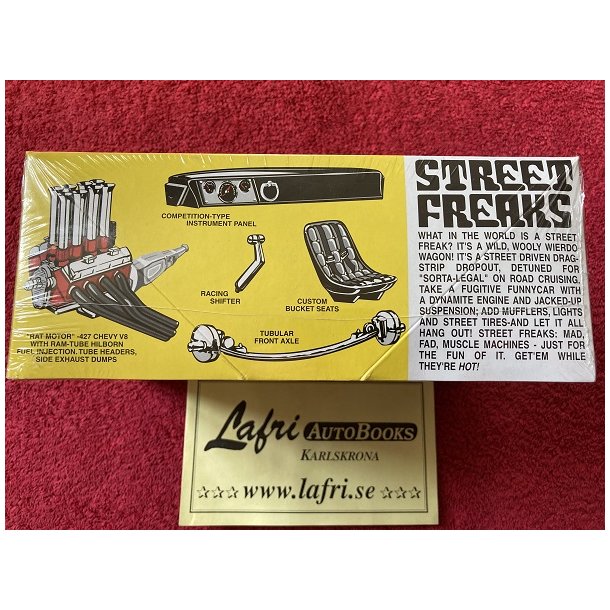 STREET
FREAKS
WHAT IN THE WORLD IS A STREET
FREAK? IT'S A WILD, WOOLY WIERDO-
WAGON! IT'S A STREET DRIVEN DRAG-
STRIP DROPOUT, DETUNED FOR
"SORTA-LEGAL" ON ROAD CRUISING.
TAKE A FUGITIVE FUNNYCAR WITH
A DYNAMITE ENGINE AND JACKED-UP
SUSPENSION; ADD MUFFLERS, LIGHTS
AND STREET TIRES-AND LET IT ALL
HANG OUT! STREET FREAKS: MAD,
FAD, MUSCLE MACHINES - JUST FOR
THE FUN OF IT. GET'EM WHILE
THEY'RE HOT!
COMPETITION-TYPE
INSTRUMENT PANEL
RACING
SHIFTER
CUSTOM
BUCKET SEATS
"RAT MOTOR" -427 CHEVY V8
WITH RAM-TUBE HILBORN
FUEL INJECTION, TUBE HEADERS,
SIDE EXHAUST DUMPS
TUBULAR
FRONT AXLE
Lafri AUTOBOOKS
KARLSKRONA
www.lafri.se